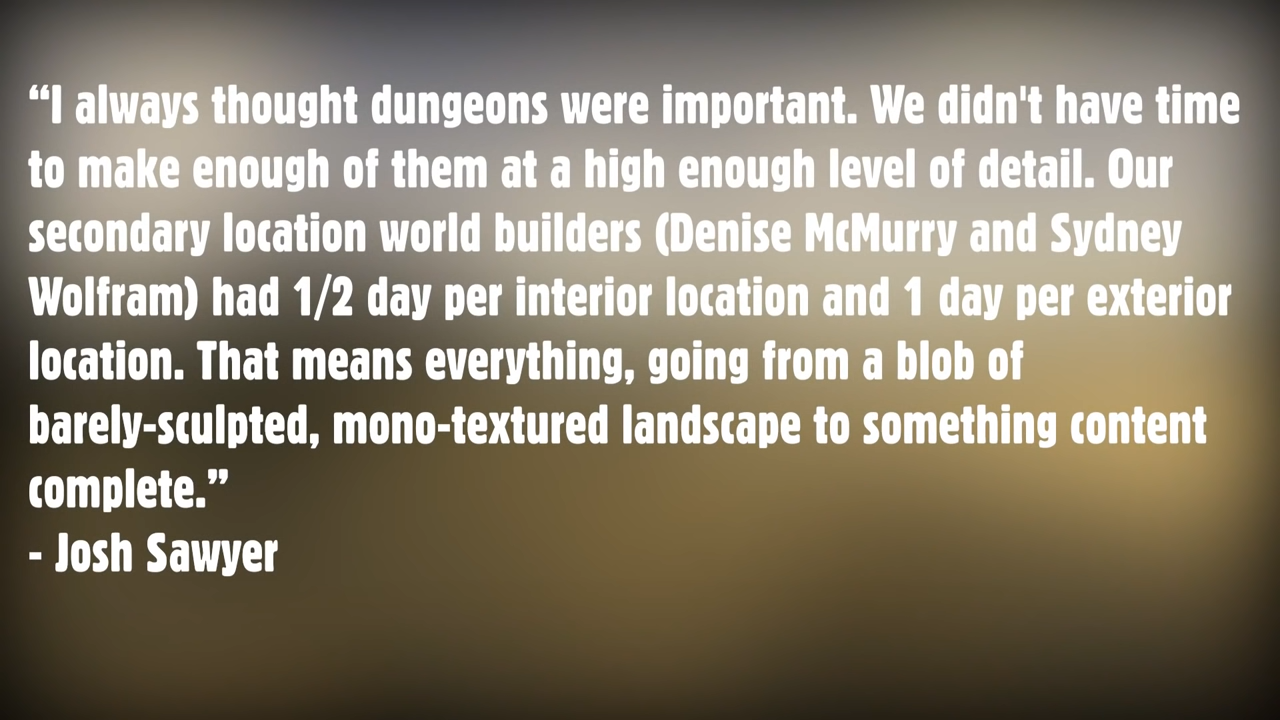 “I always thought dungeons were important. We didn't have time
to make enough of them at a high enough level of detail. Our
secondary location world builders (Denise McMurry and Sydney
Wolfram) had 1/2 day per interior location and 1 day per exterior
location. That means everything, going from a blob of
barely-sculpted, mono-textured landscape to something content
complete.”
- Josh Sawyer